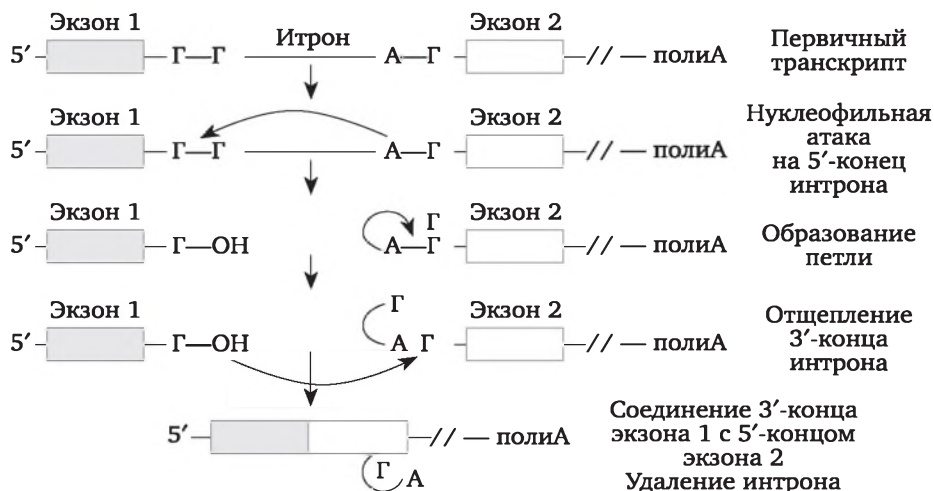 Экзон 1 Итрон Экзон 2
5′ Г—Г А—Г // — полиА
Первичный
транскрипт
Экзон 1 Экзон 2
5′ Г—Г А—Г // — полиА
Нуклеофильная
атака
на 5′-конец
интрона
Экзон 1 Г Экзон 2
5′ Г—ОН А—Г // — полиА
Образование
петли
Экзон 1 Г Экзон 2
5′ Г—ОН А Г // — полиА
Отщепление
3′-конца
интрона
5′ // — полиА
Г А
Соединение 3′-конца
экзона 1 с 5′-концом
экзона 2
Удаление интрона